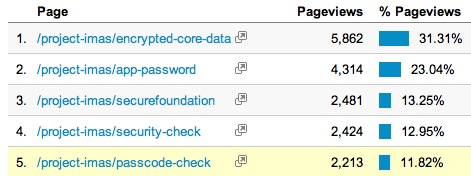 Page Pageviews % Pageviews
1. /project-imas/encrypted-core-data 5,862 31.31%
2. /project-imas/app-password 4,314 23.04%
3. /project-imas/securefoundation 2,481 13.25%
4. /project-imas/security-check 2,424 12.95%
5. /project-imas/passcode-check 2,213 11.82%